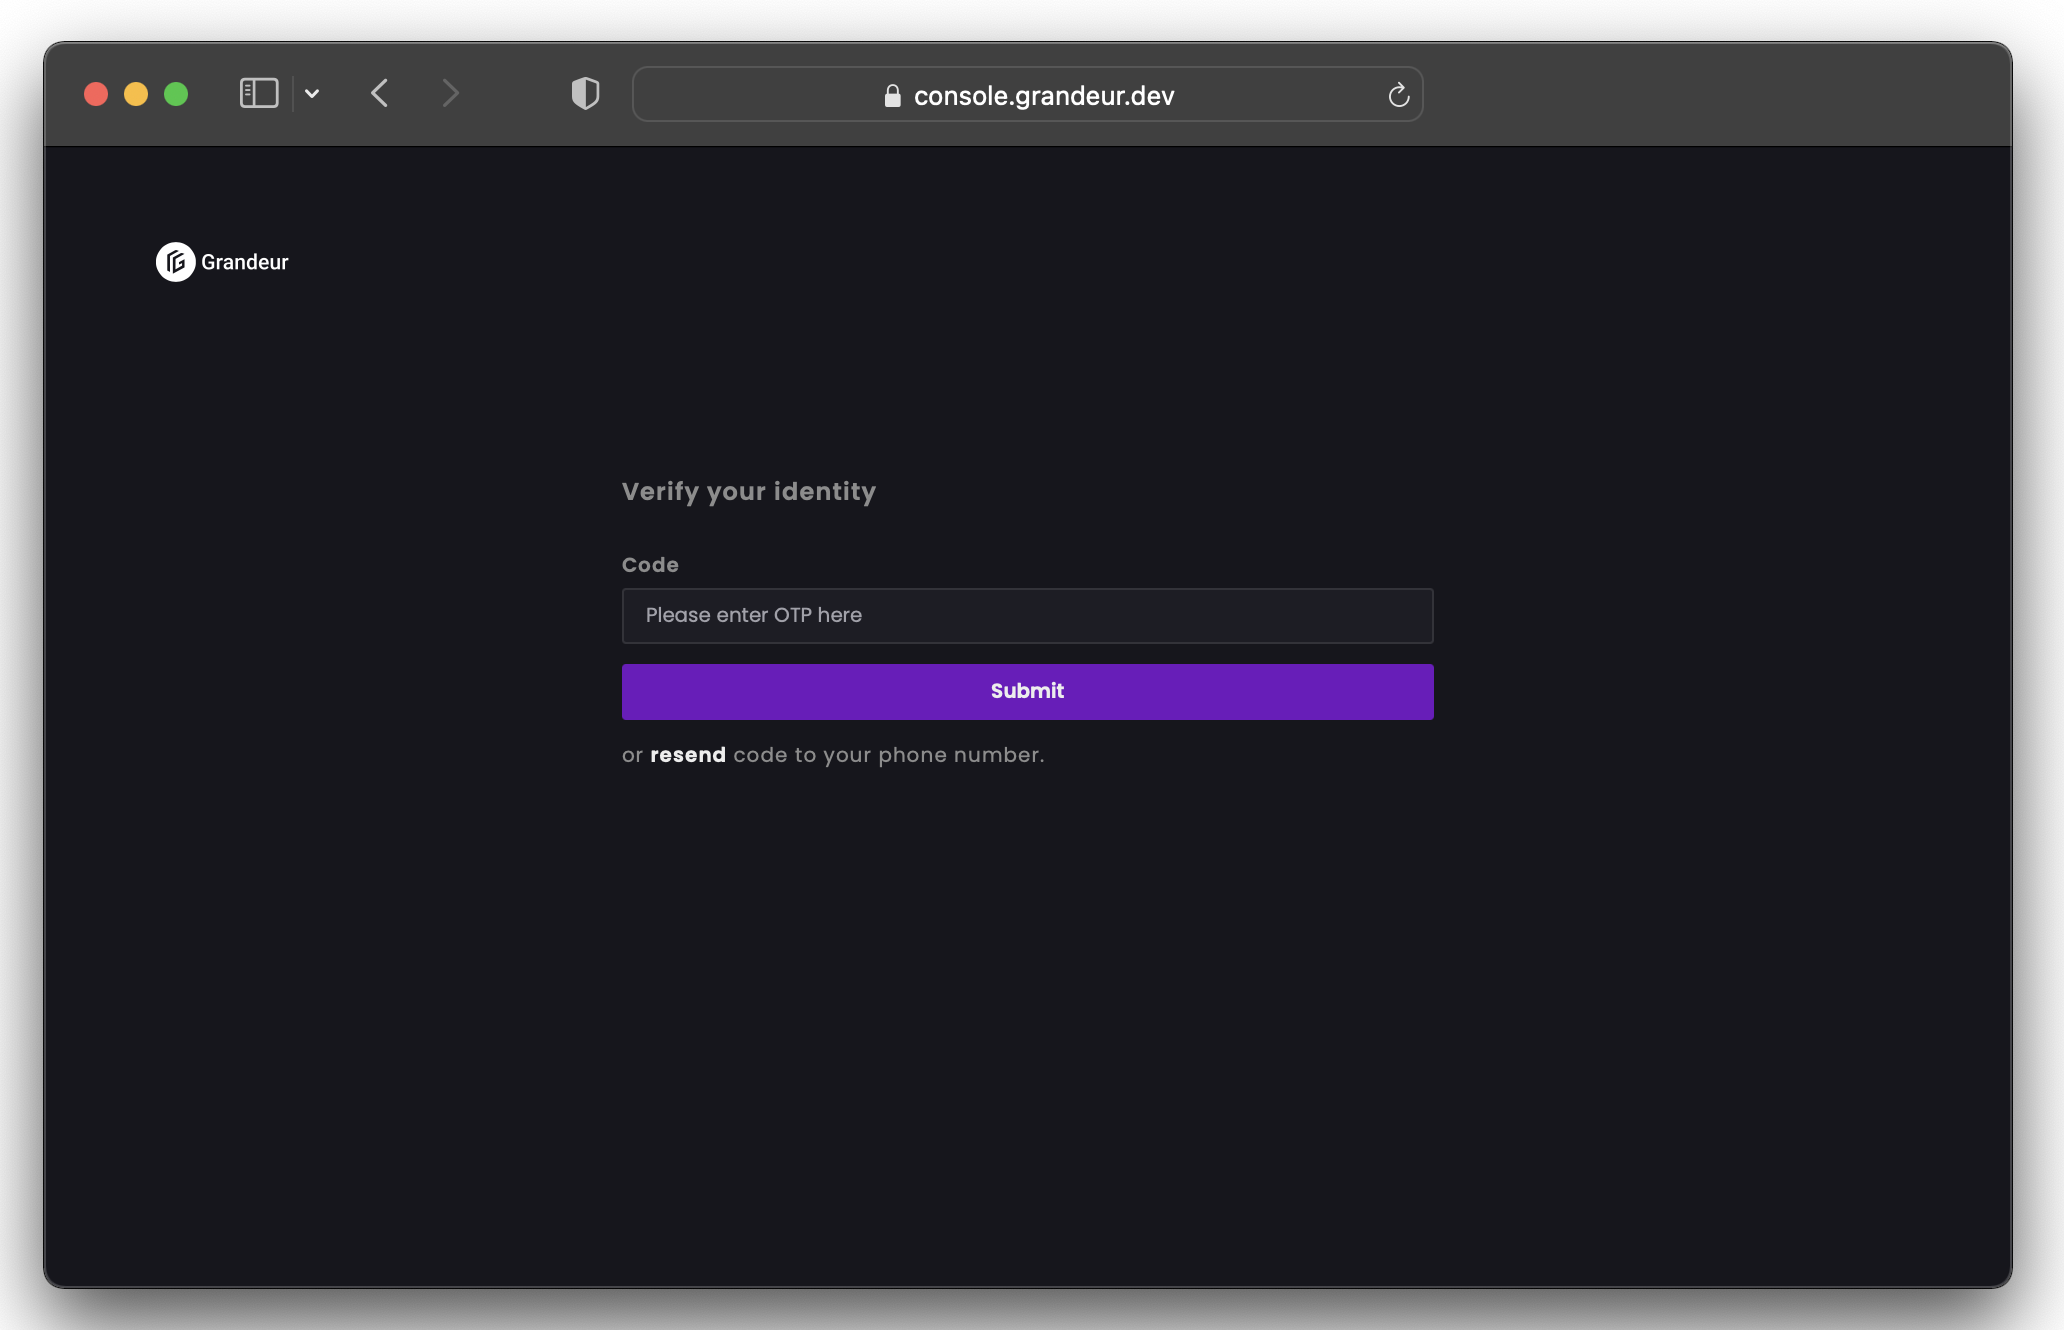 console.grandeur.dev
Grandeur
Verify your identity
Code
Please enter OTP here
Submit
or resend code to your phone number.